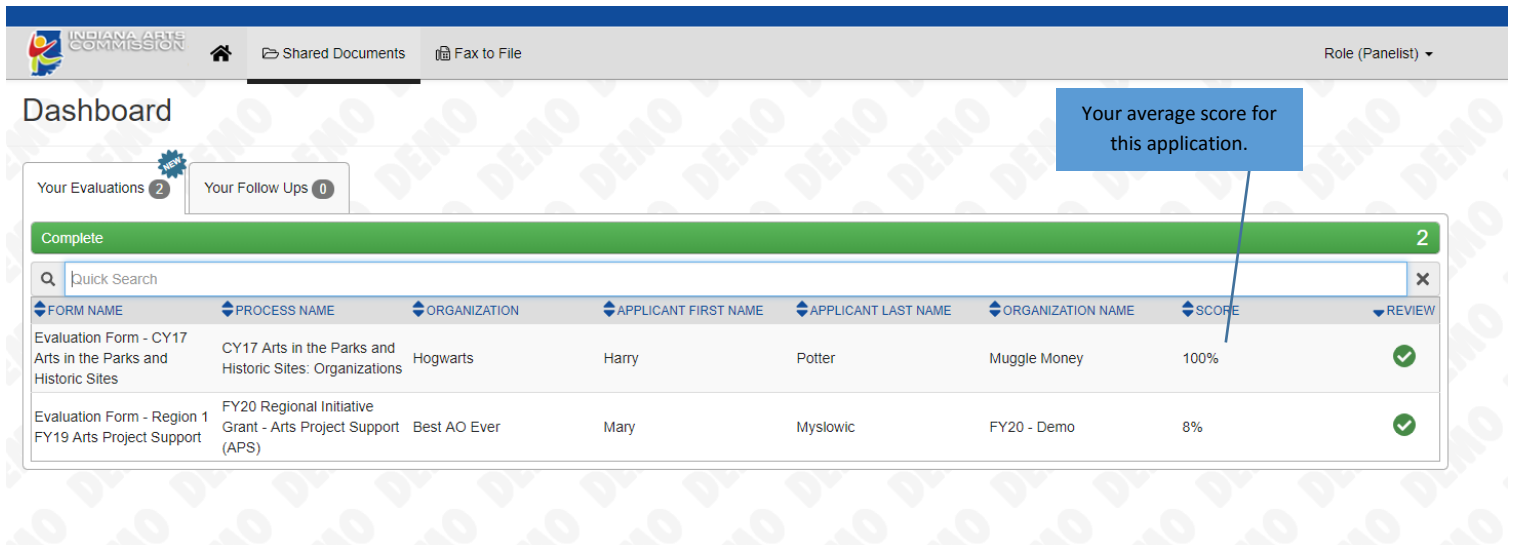 INDIANA ARTS
COMMISSION
Shared Documents
Fax to File
Role (Panelist)
Dashboard
Your average score for
this application.
NEW
Your Evaluations 2
Your Follow Ups 0
Complete 2
Quick Search
FORM NAME PROCESS NAME ORGANIZATION APPLICANT FIRST NAME APPLICANT LAST NAME ORGANIZATION NAME SCORE REVIEW
Evaluation Form - CY17
Arts in the Parks and
Historic Sites
CY17 Arts in the Parks and
Historic Sites: Organizations
Hogwarts
Harry
Potter
Muggle Money
100%
Evaluation Form - Region 1
FY19 Arts Project Support
FY20 Regional Initiative
Grant - Arts Project Support
(APS)
Best AO Ever
Mary
Myslowic
FY20 - Demo
8%
DEMO